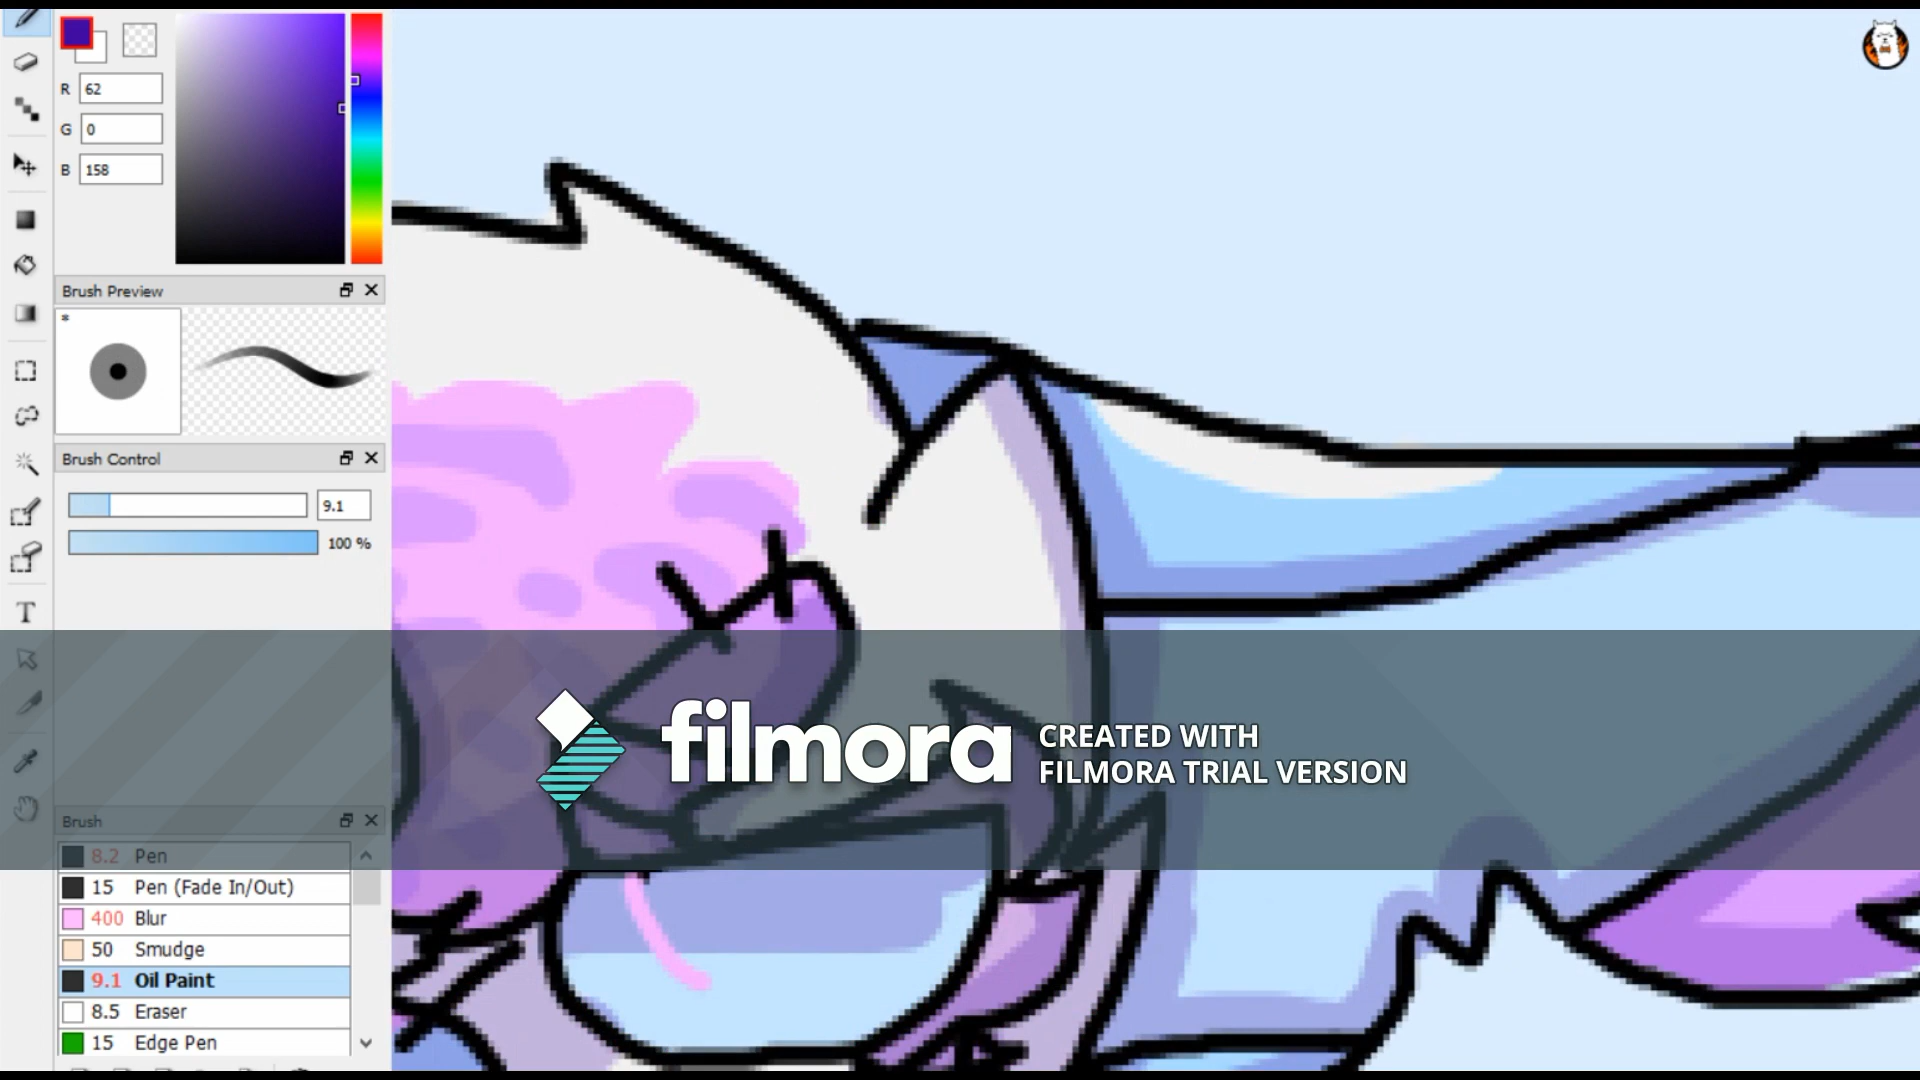 R 62
G 0
B 158
Brush Preview
*
Brush Control
9.1
100 %
T
filmora
CREATED WITH
FILMORA TRIAL VERSION
Brush
8.2 Pen
15 Pen (Fade In/Out)
400 Blur
50 Smudge
9.1 Oil Paint
8.5 Eraser
15 Edge Pen